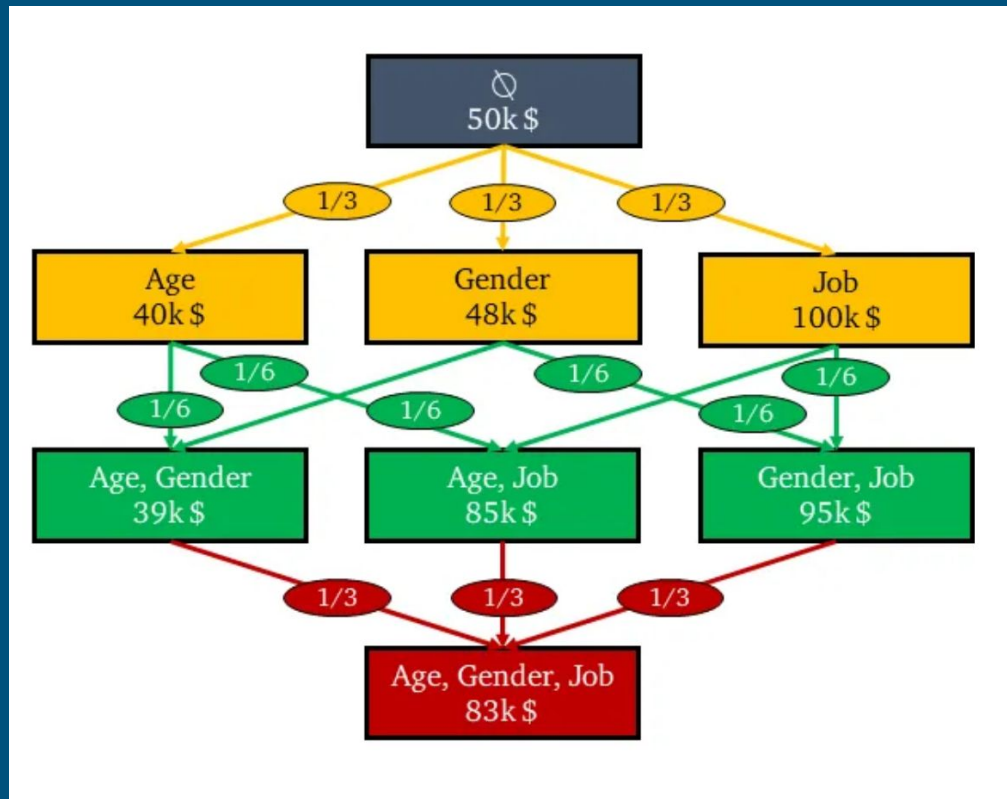 ∅
50k $
1/3
1/3
1/3
Age
40k $
Gender
48k $
Job
100k $
1/6
1/6
1/6
1/6
1/6
1/6
Age, Gender
39k $
Age, Job
85k $
Gender, Job
95k $
1/3
1/3
1/3
Age, Gender, Job
83k $